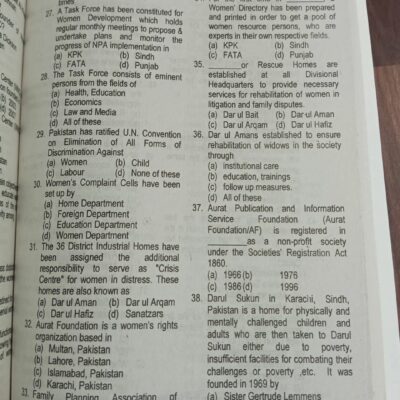 times
27. A Task Force has been constituted for
Women Development which holds
regular monthly meetings to propose &
undertake plans and monitor the
progress of NPA implementation in
(a) KPK (b) Sindh
(c) FATA (d) Punjab
28. The Task Force consists of eminent
persons from the fields of
(a) Health, Education
(b) Economics
(c) Law and Media
(d) All of these
29. Pakistan has ratified U.N. Convention
on Elimination of All Forms of
Discrimination Against
(a) Women (b) Child
(c) Labour (d) None of these
30. Women's Complaint Cells have been
set up by
(a) Home Department
(b) Foreign Department
(c) Education Department
(d) Women Department
31. The 36 District Industrial Homes have
been assigned the additional
responsibility to serve as "Crisis
Centre" for women in distress. These
homes are also known as
(a) Dar ul Aman (b) Dar ul Arqam
(c) Dar ul Hafiz (d) Sanatzars
32. Aurat Foundation is a women's rights
organization based in
(a) Multan, Pakistan
(b) Lahore, Pakistan
(c) Islamabad, Pakistan
(d) Karachi, Pakistan
33. Family Planning Association of
Women' Directory has been prepared
and printed in order to get a pool of
women resource persons, who are
experts in their own respective fields.
(a) KPK (b) Sindh
(c) FATA (d) Punjab
35. ______or Rescue Homes are
established at all Divisional
Headquarters to provide necessary
services for rehabilitation of women in
litigation and family disputes.
(a) Dar ul Bait (b) Dar ul Aman
(c) Dar ul Arqam (d) Dar ul Hafiz
36. Dar ul Amans established to ensure
rehabilitation of widows in the society
through
(a) institutional care
(b) education, trainings
(c) follow up measures.
(d) All of these
37. Aurat Publication and Information
Service Foundation (Aurat
Foundation/AF) is registered in
______as a non-profit society
under the Societies' Registration Act
1860.
(a) 1966 (b) 1976
(c) 1986 (d) 1996
38. Darul Sukun in Karachi, Sindh,
Pakistan is a home for physically and
mentally challenged children and
adults who are then taken to Darul
Sukun either due to poverty,
insufficient facilities for combating their
challenges or poverty ,etc. It was
founded in 1969 by
(a) Sister Gertrude Lemmens